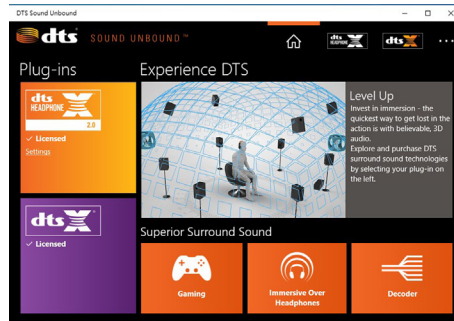 DTS Sound Unbound
dts SOUND UNBOUND™
dts HEADPHONE X
dts X
Plug-ins
dts
HEADPHONE X
2.0
Licensed
Settings
dts X
Licensed
Experience DTS
Level Up
Invest in immersion - the
quickest way to get lost in the
action is with believable, 3D
audio.
Explore and purchase DTS
surround sound technologies
by selecting your plug-in on
the left.
Superior Surround Sound
Gaming
Immersive Over
Headphones
Decoder